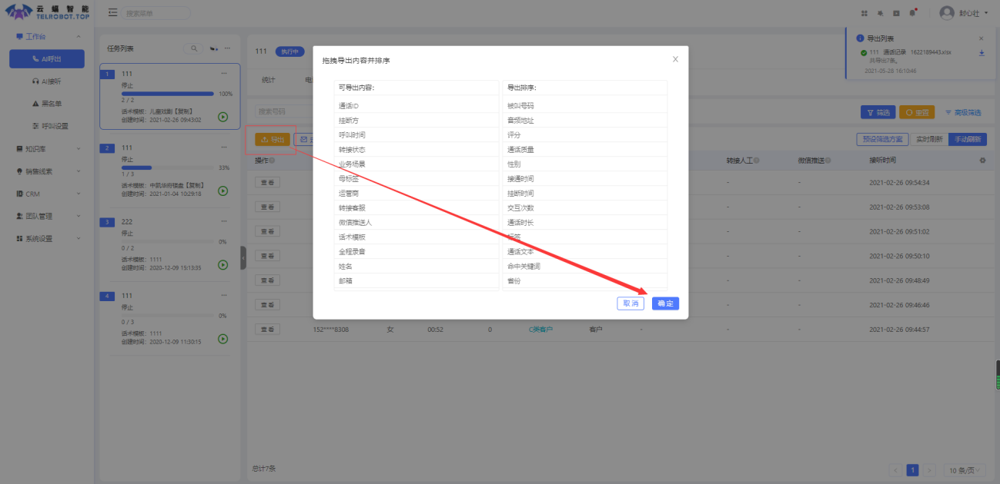 云蝠智能
TELROBOT.TOP
搜索菜单
封心壮
工作台
AI呼出
AI接听
黑名单
呼叫设置
知识库
销售线索
CRM
团队管理
系统设置
任务列表
1 111
停止
100%
2 / 2
话术模板：儿童戏剧【复制】
创建时间：2021-02-26 09:43:02
2 111
停止
33%
1 / 3
话术模板：中凯华府楼盘【复制】
创建时间：2021-01-04 10:29:18
3 222
停止
0%
0 / 2
话术模板：1111
创建时间：2020-12-09 15:13:35
4 111
停止
0%
0 / 3
话术模板：1111
创建时间：2020-12-09 11:30:15
111 执行中
统计
搜索号码
筛选 重置 高级筛选
导出
预设筛选方案 实时刷新 手动刷新
操作 转接人工 微信推送 接听时间
查看 - - 2021-02-26 09:54:34
查看 - - 2021-02-26 09:53:08
查看 - - 2021-02-26 09:51:02
查看 - - 2021-02-26 09:50:10
查看 - - 2021-02-26 09:48:49
查看 - - 2021-02-26 09:46:46
查看 152****8308 女 00:52 0 C类客户 客户 - - - 2021-02-26 09:44:57
总计7条
< 1 > 10 条/页
导出列表
111 通话记录 1622189443.xlsx
共导出7条。
2021-05-28 16:10:46
拖拽导出内容并排序
可导出内容：
通话ID
挂断方
呼叫时间
转接状态
业务场景
母标签
运营商
转接客服
微信推送人
话术模板
全程录音
姓名
邮箱
导出排序：
被叫号码
音频地址
评分
通话质量
性别
接通时间
挂断时间
交互次数
通话时长
标签
通话文本
命中关键词
省份
取消 确定